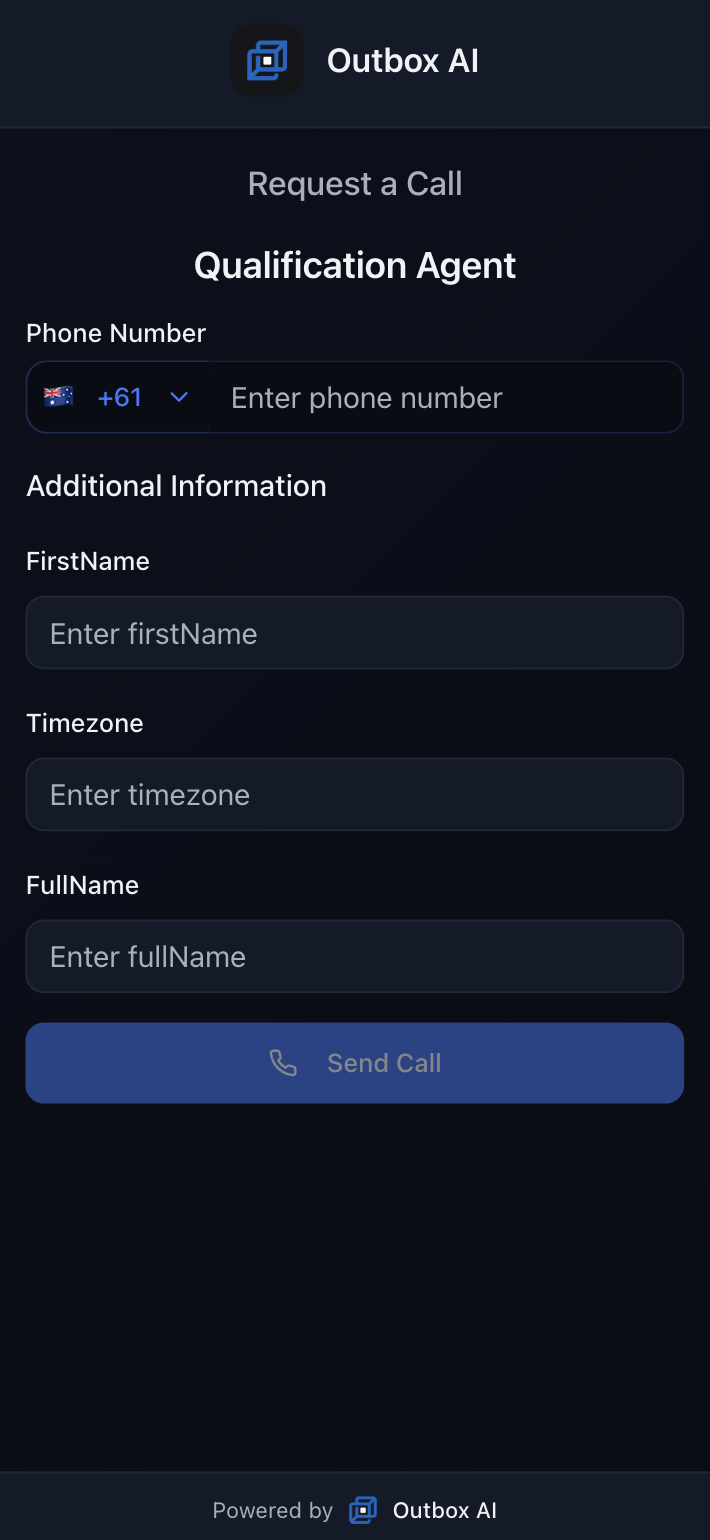 Outbox AI
Request a Call
Qualification Agent
Phone Number
+61 Enter phone number
Additional Information
FirstName
Enter firstName
Timezone
Enter timezone
FullName
Enter fullName
Send Call
Powered by Outbox AI